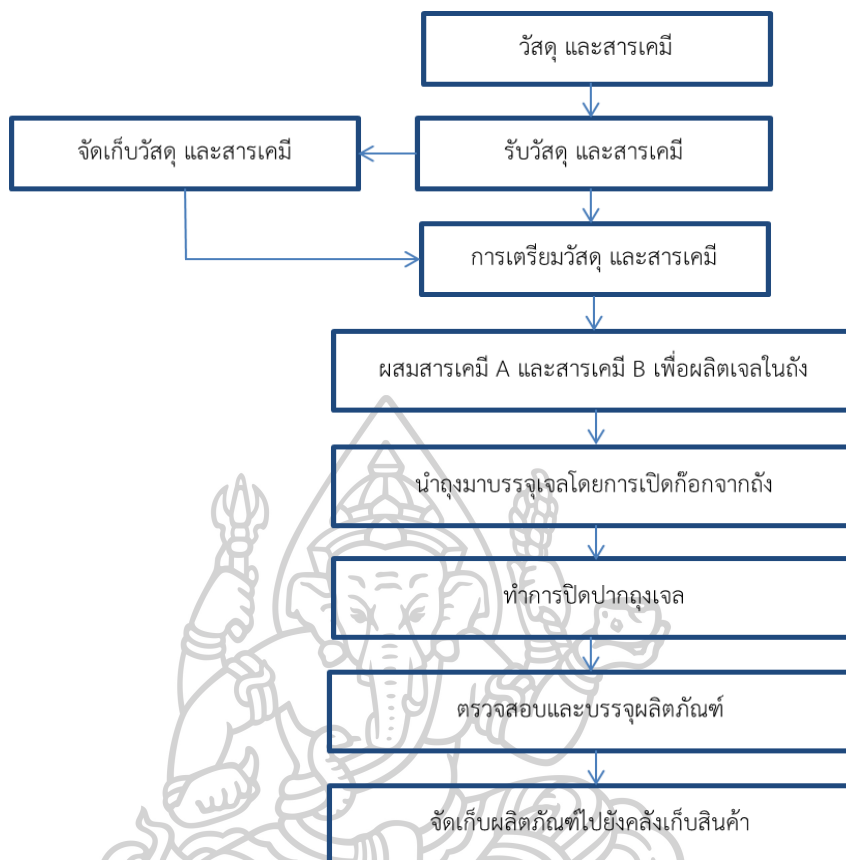 วัสดุ และสารเคมี
จัดเก็บวัสดุ และสารเคมี
รับวัสดุ และสารเคมี
การเตรียมวัสดุ และสารเคมี
ผสมสารเคมี A และสารเคมี B เพื่อผลิตเจลในถัง
นำถุงมาบรรจุเจลโดยการเปิดก๊อกจากถัง
ทำการปิดปากถุงเจล
ตรวจสอบและบรรจุผลิตภัณฑ์
จัดเก็บผลิตภัณฑ์ไปยังคลังเก็บสินค้า